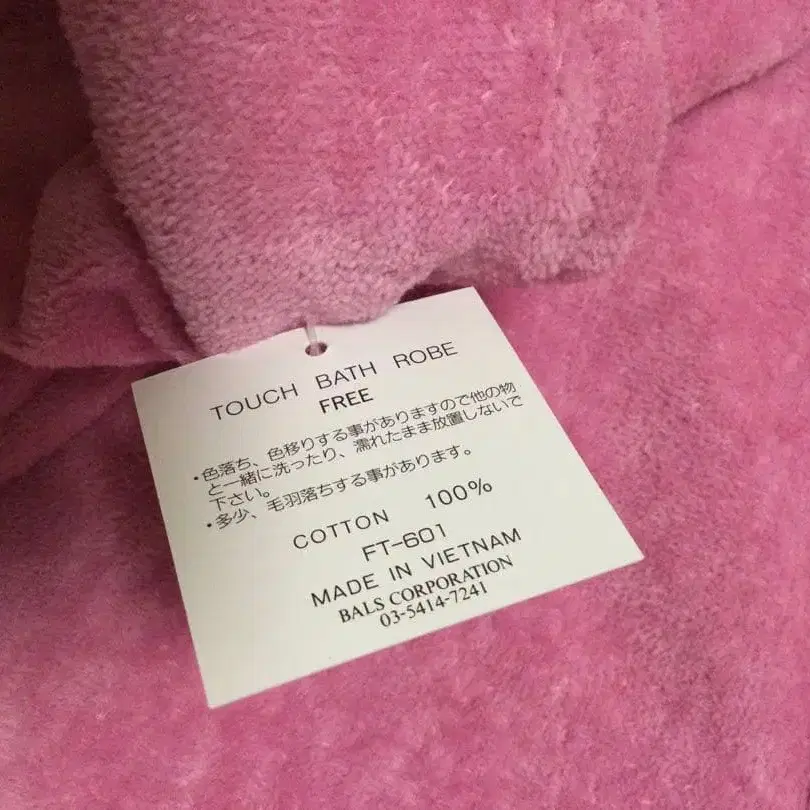 TOUCH BATH ROBE
FREE
・色落ち、色移りする事がありますので他の物
と一緒に洗ったり、濡れたまま放置しないで
下さい。
・多少、毛羽落ちする事があります。
COTTON 100%
FT-601
MADE IN VIETNAM
BALS CORPORATION
03-5414-7241